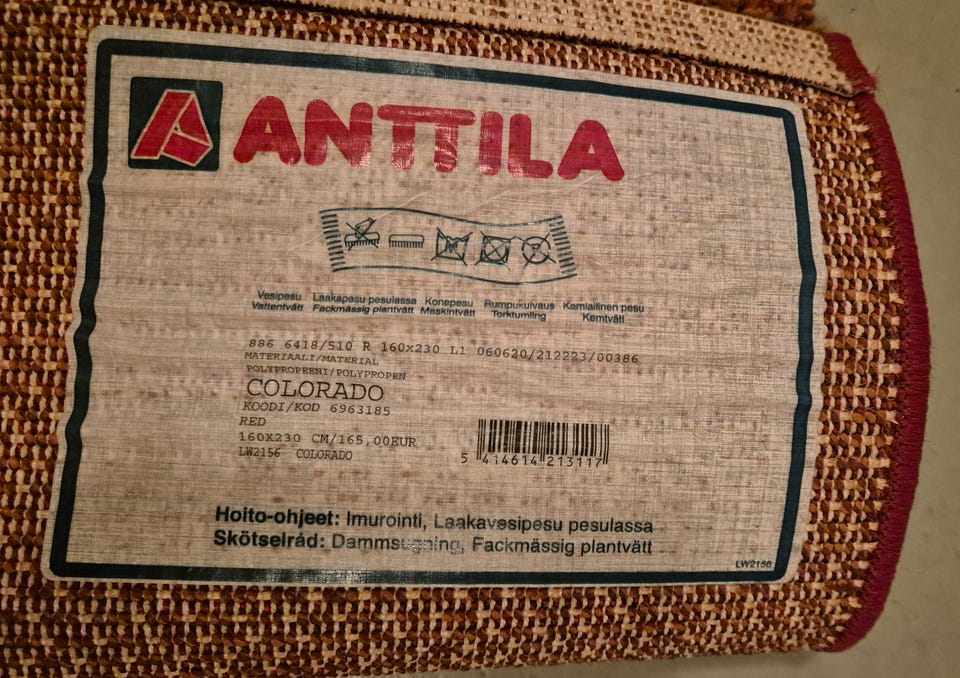 ANTTILA
Vesipesu Laakapesu pesulassa Konepesu Rumpukuivaus Kemiallinen pesu
Vattentvätt Fackmässig plantvätt Maskintvätt Torktumling Kemtvätt
886 6418/510 R 160x230 L1 060620/212223/00386
MATERIAALI/MATERIAL
POLYPROPEENI/POLYPROPEN
COLORADO
KOODI/KOD 6963185
RED
160X230 CM/165,00EUR
LW2156 COLORADO
5 414614 213117
Hoito-ohjeet: Imurointi, Laakavesipesu pesulassa
Skötselråd: Dammsugning, Fackmässig plantvätt
LW2156